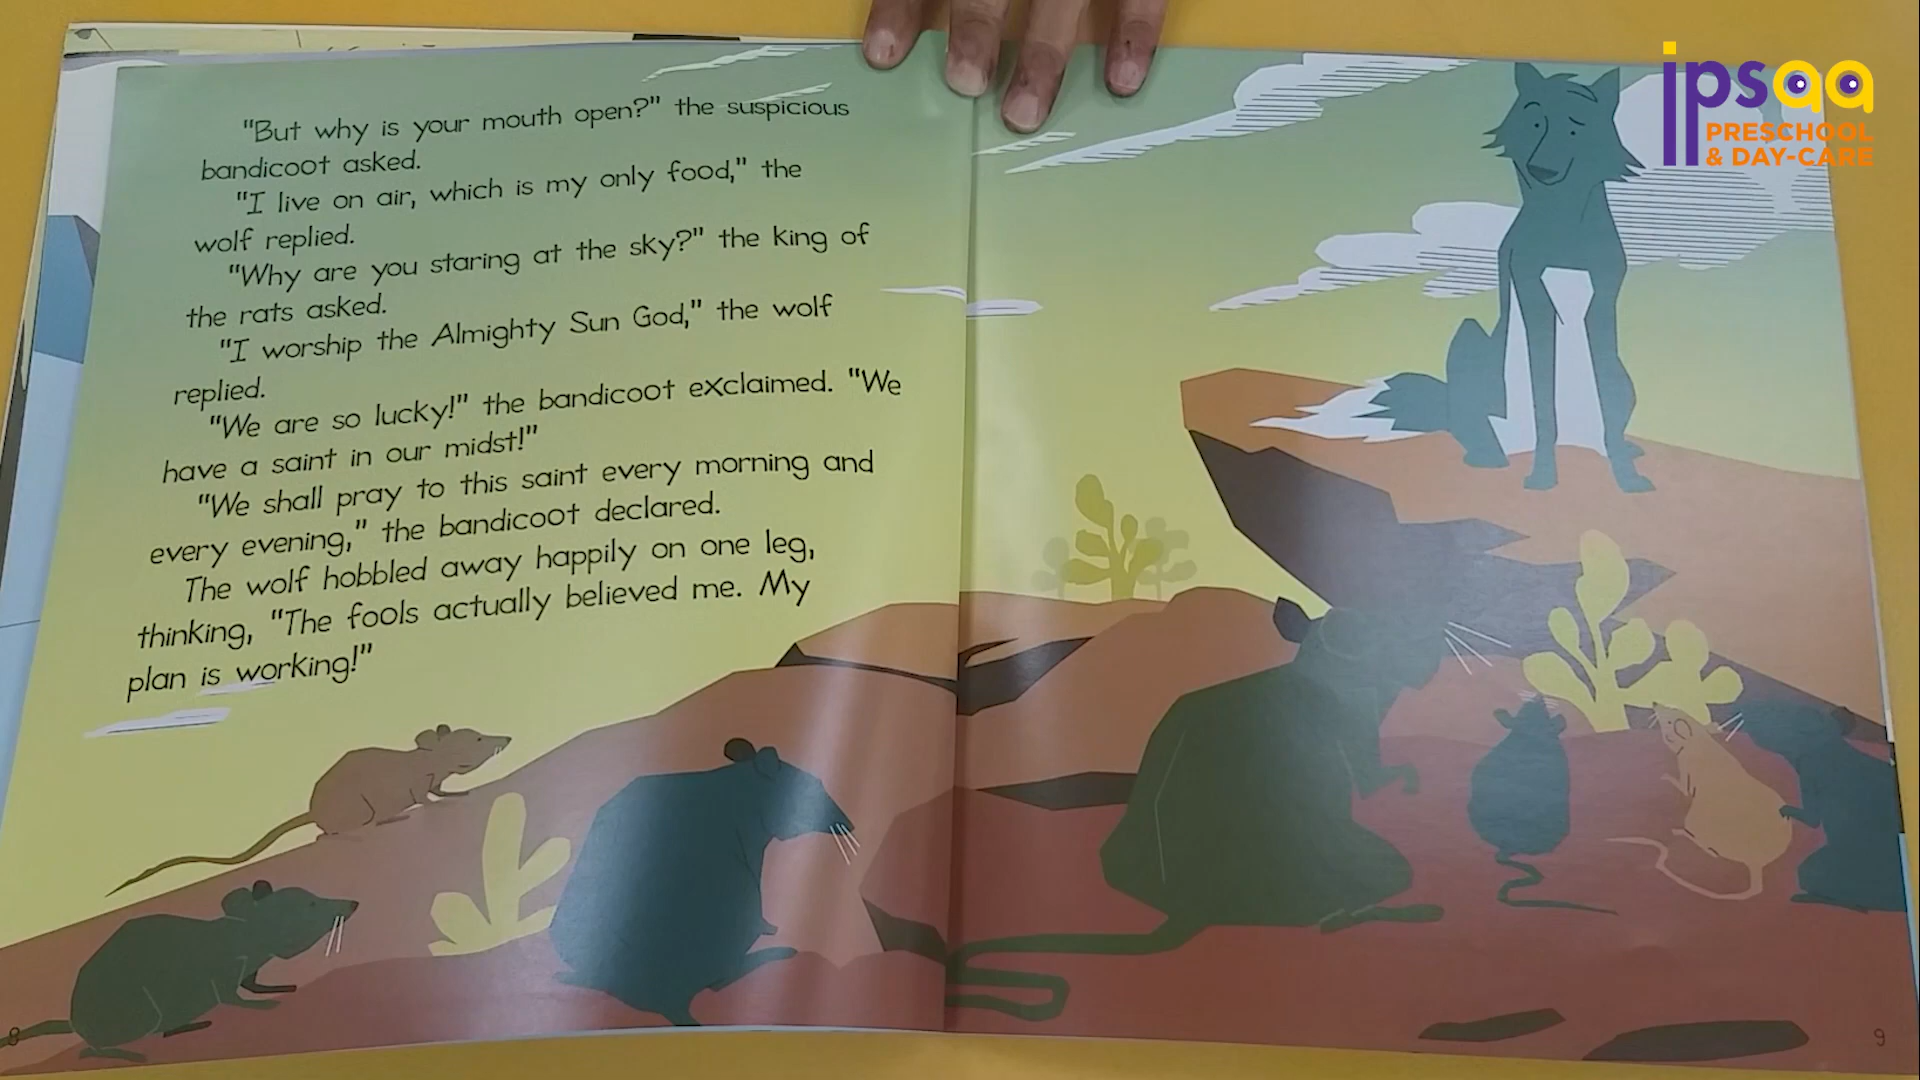 "But why is your mouth open?" the suspicious
bandicoot asked.
"I live on air, which is my only food," the
wolf replied.
"Why are you staring at the sky?" the king of
the rats asked.
"I worship the Almighty Sun God," the wolf
replied.
"We are so lucky!" the bandicoot exclaimed. "We
have a saint in our midst!"
"We shall pray to this saint every morning and
every evening," the bandicoot declared.
The wolf hobbled away happily on one leg,
thinking, "The fools actually believed me. My
plan is working!"
8
ipsaa
PRESCHOOL
& DAY-CARE
9